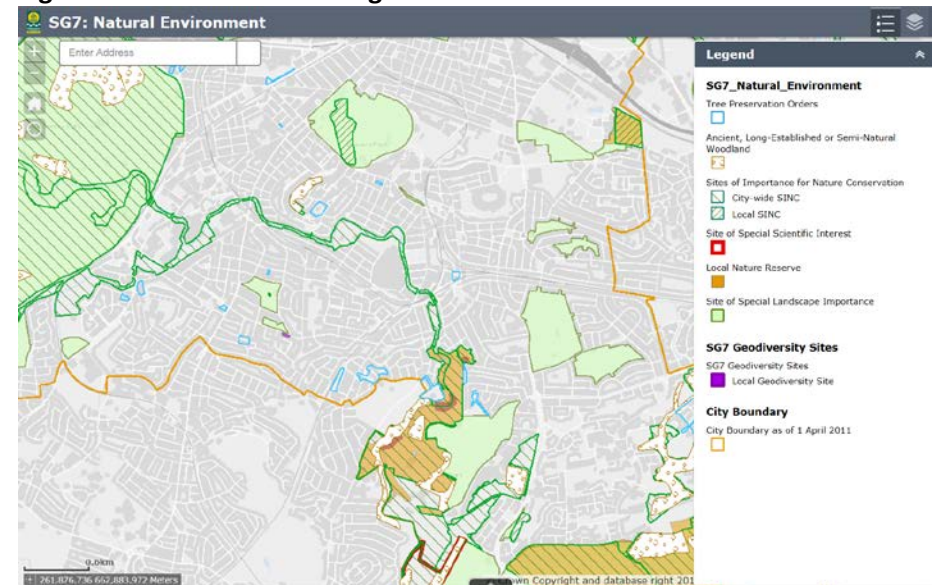 SG7: Natural Environment
Enter Address
Legend
SG7_Natural_Environment
Tree Preservation Orders
Ancient, Long-Established or Semi-Natural
Woodland
Sites of Importance for Nature Conservation
City-wide SINC
Local SINC
Site of Special Scientific Interest
Local Nature Reserve
Site of Special Landscape Importance
SG7 Geodiversity Sites
SG7 Geodiversity Sites
Local Geodiversity Site
City Boundary
City Boundary as of 1 April 2011
261,876.736 662,883.972 Meters
Copyright and database right 201